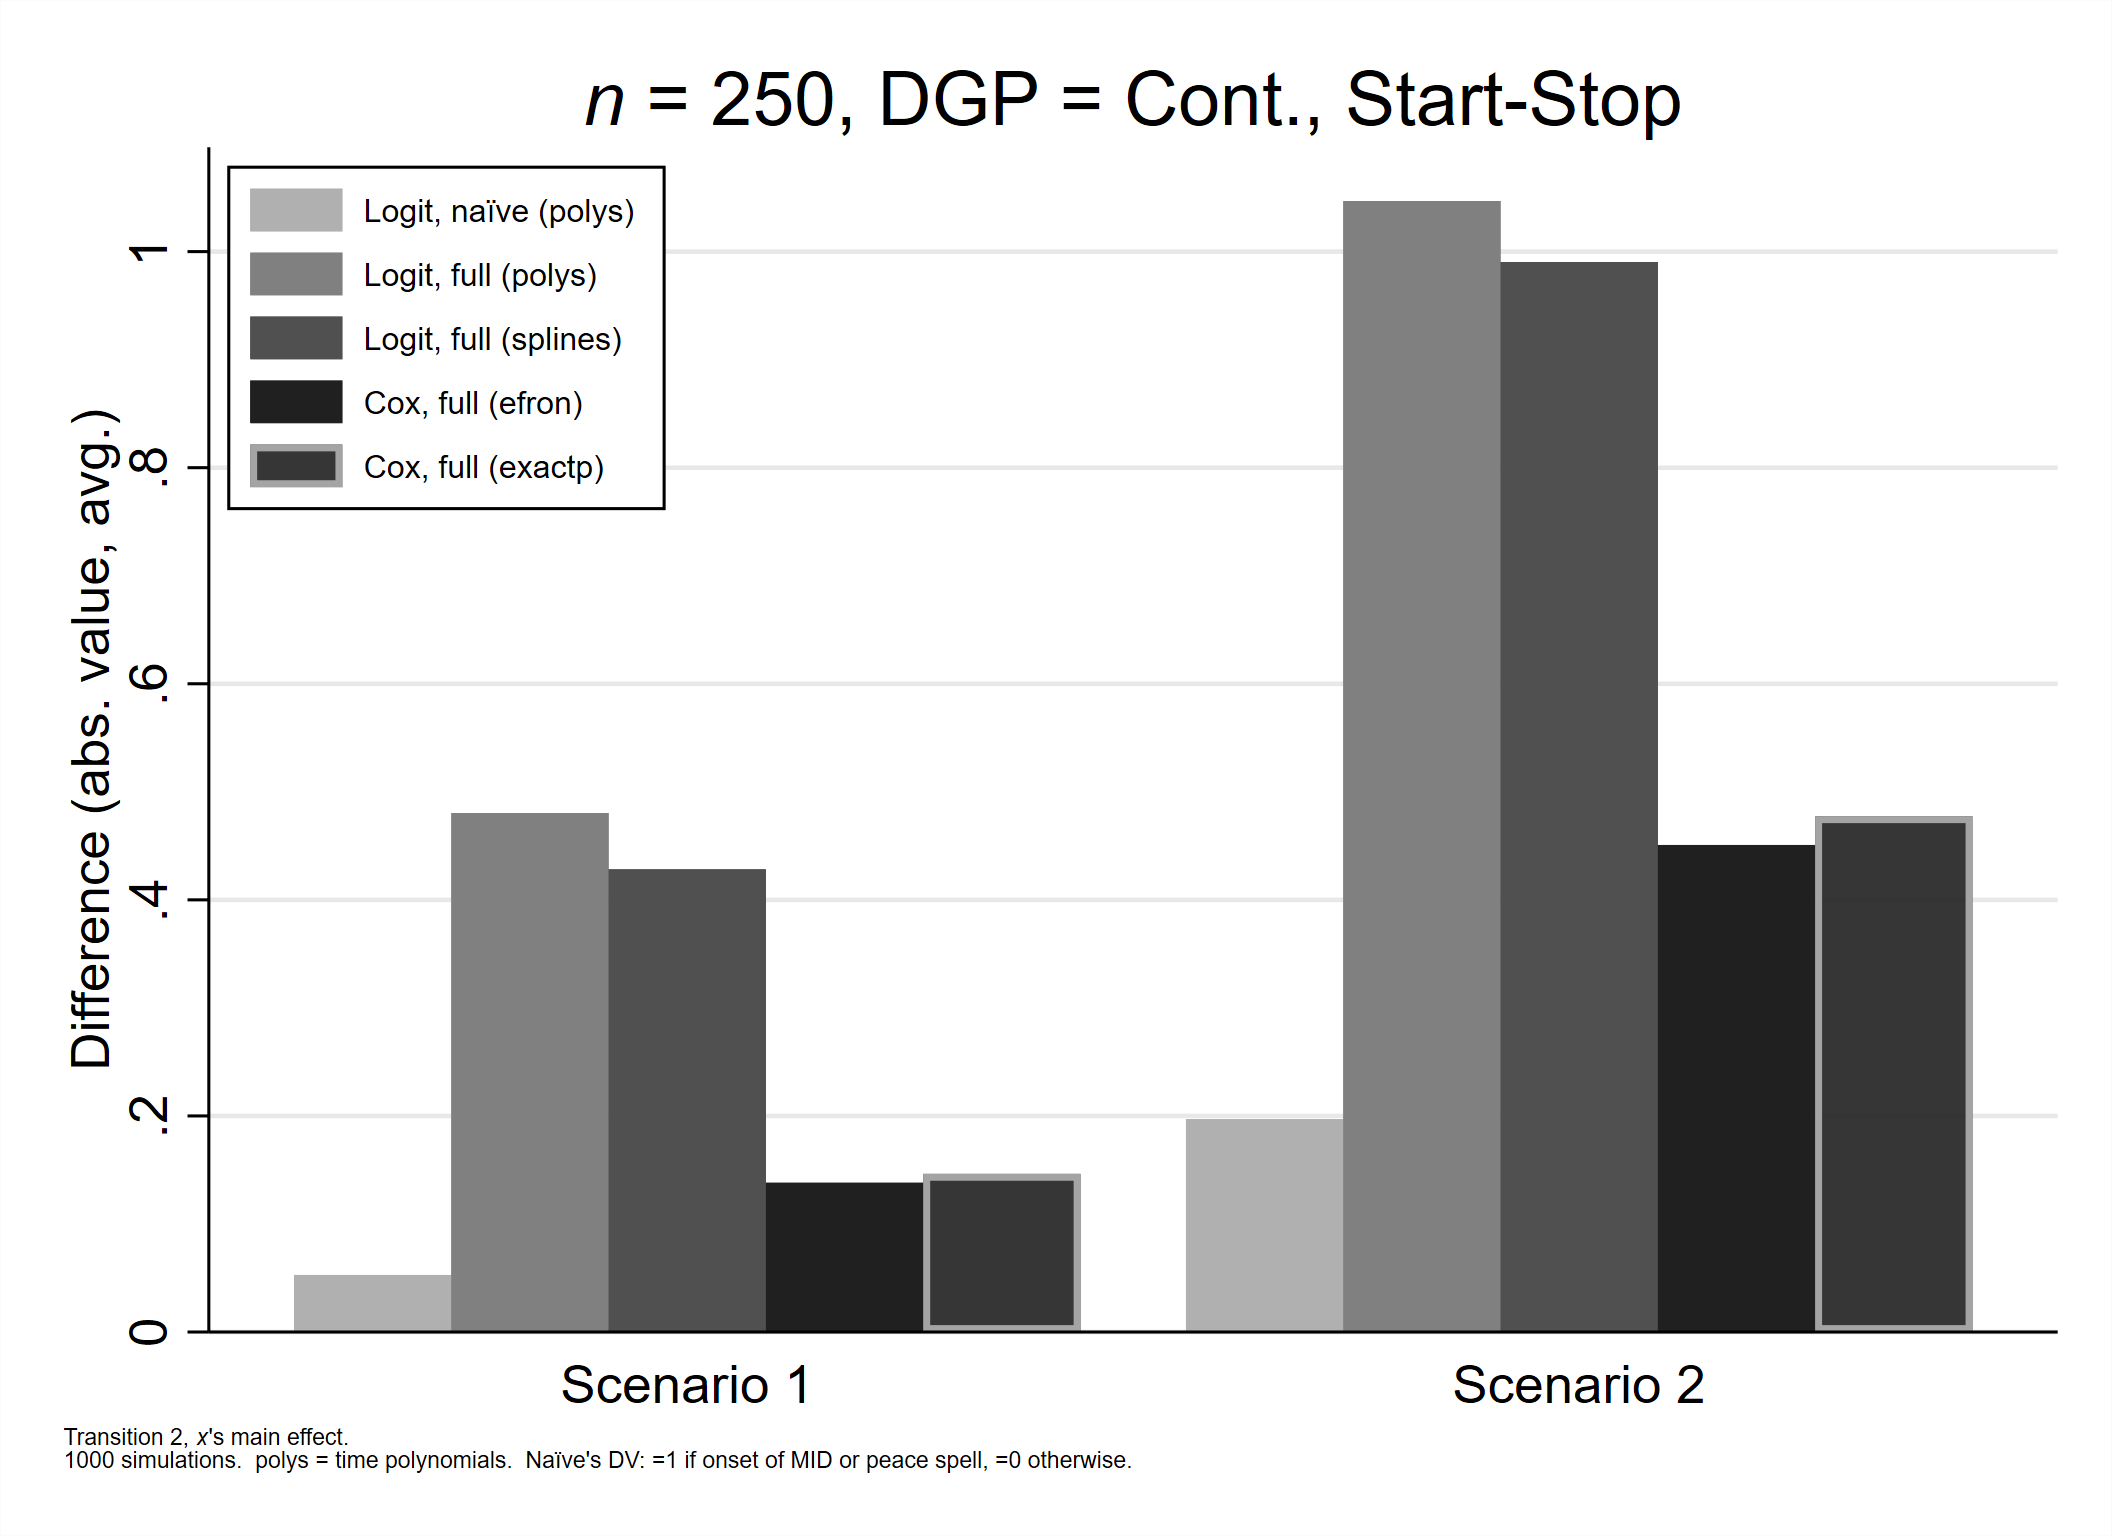 n = 250, DGP = Cont., Start-Stop
Logit, naïve (polys)
Logit, full (polys)
Logit, full (splines)
Cox, full (efron)
Cox, full (exactp)
Difference (abs. value, avg.)
1
.8
.6
.4
.2
0
Scenario 1
Scenario 2
Transition 2, x's main effect.
1000 simulations.  polys = time polynomials.  Naïve's DV: =1 if onset of MID or peace spell, =0 otherwise.